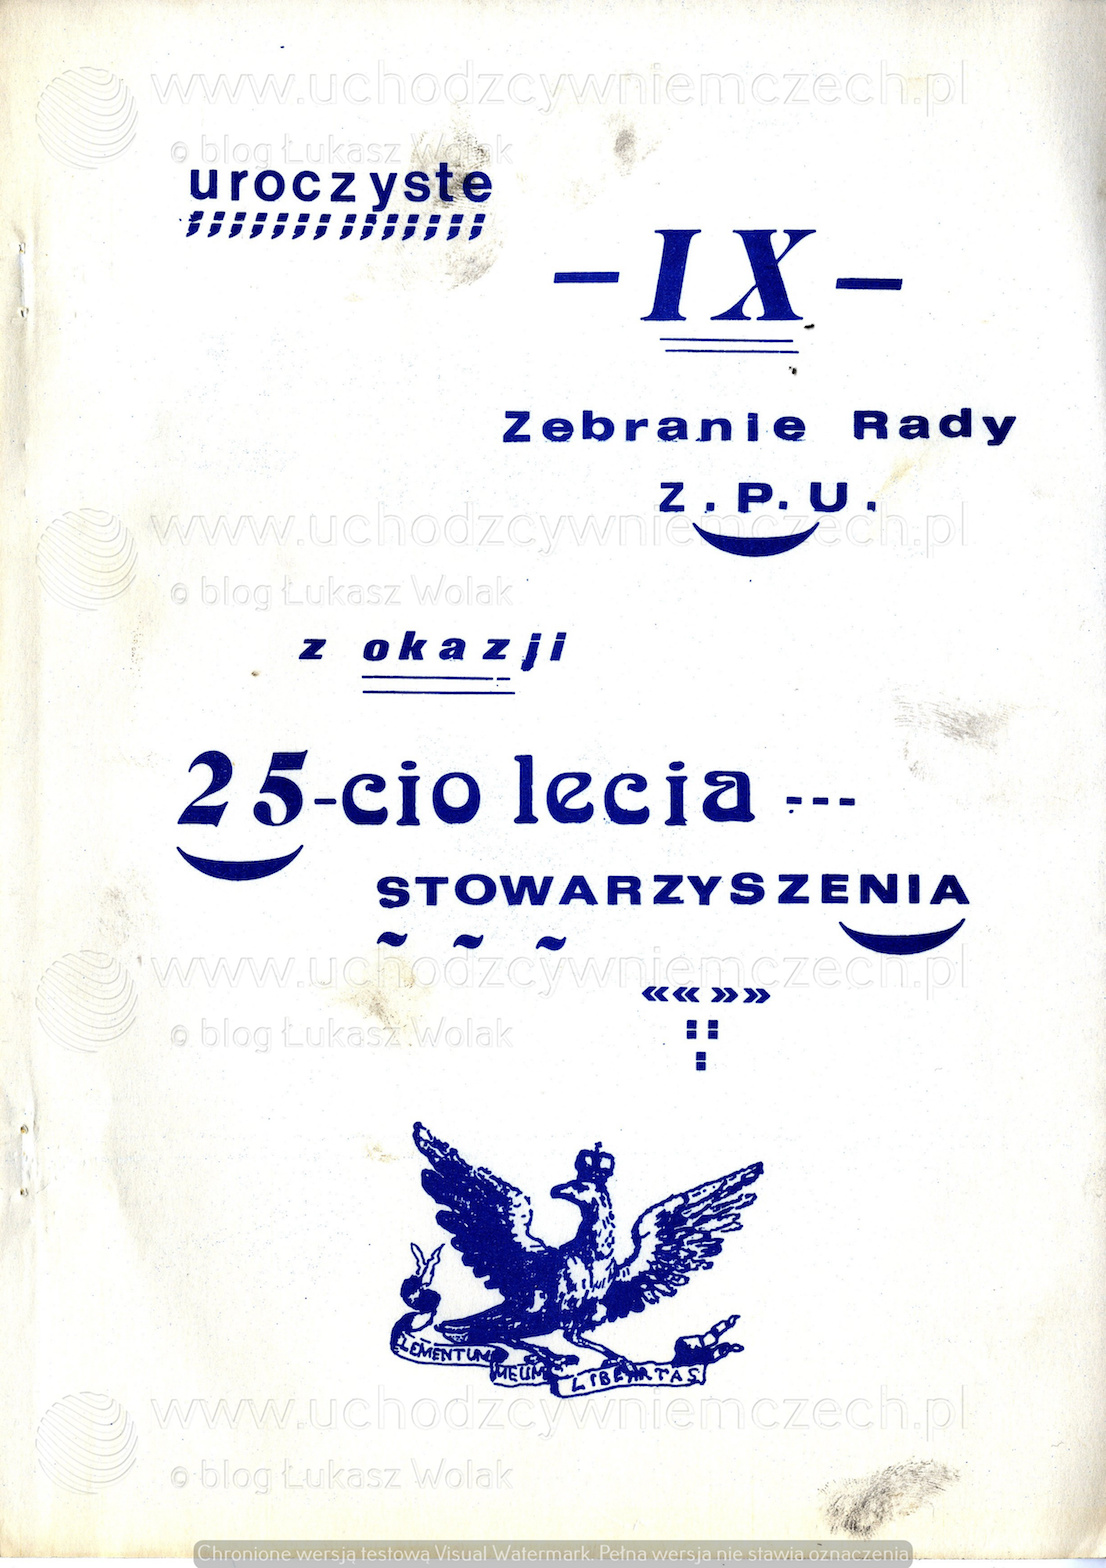 www.uchodzcywniemczech.pl
© blog Łukasz Wolak
uroczyste
- IX -
Zebranie Rady
Z.P.U.
www.uchodzcywniemczech.pl
© blog Łukasz Wolak
z okazji
25-cio lecia ---
STOWARZYSZENIA
~ ~ ~
www.uchodzcywniemczech.pl
«« »»
© blog Łukasz Wolak
ELEMENTUM
MEUM
LIBERTAS
www.uchodzcywniemczech.pl
© blog Łukasz Wolak
Chronione wersją testową Visual Watermark. Pełna wersja nie stawia oznaczenia.